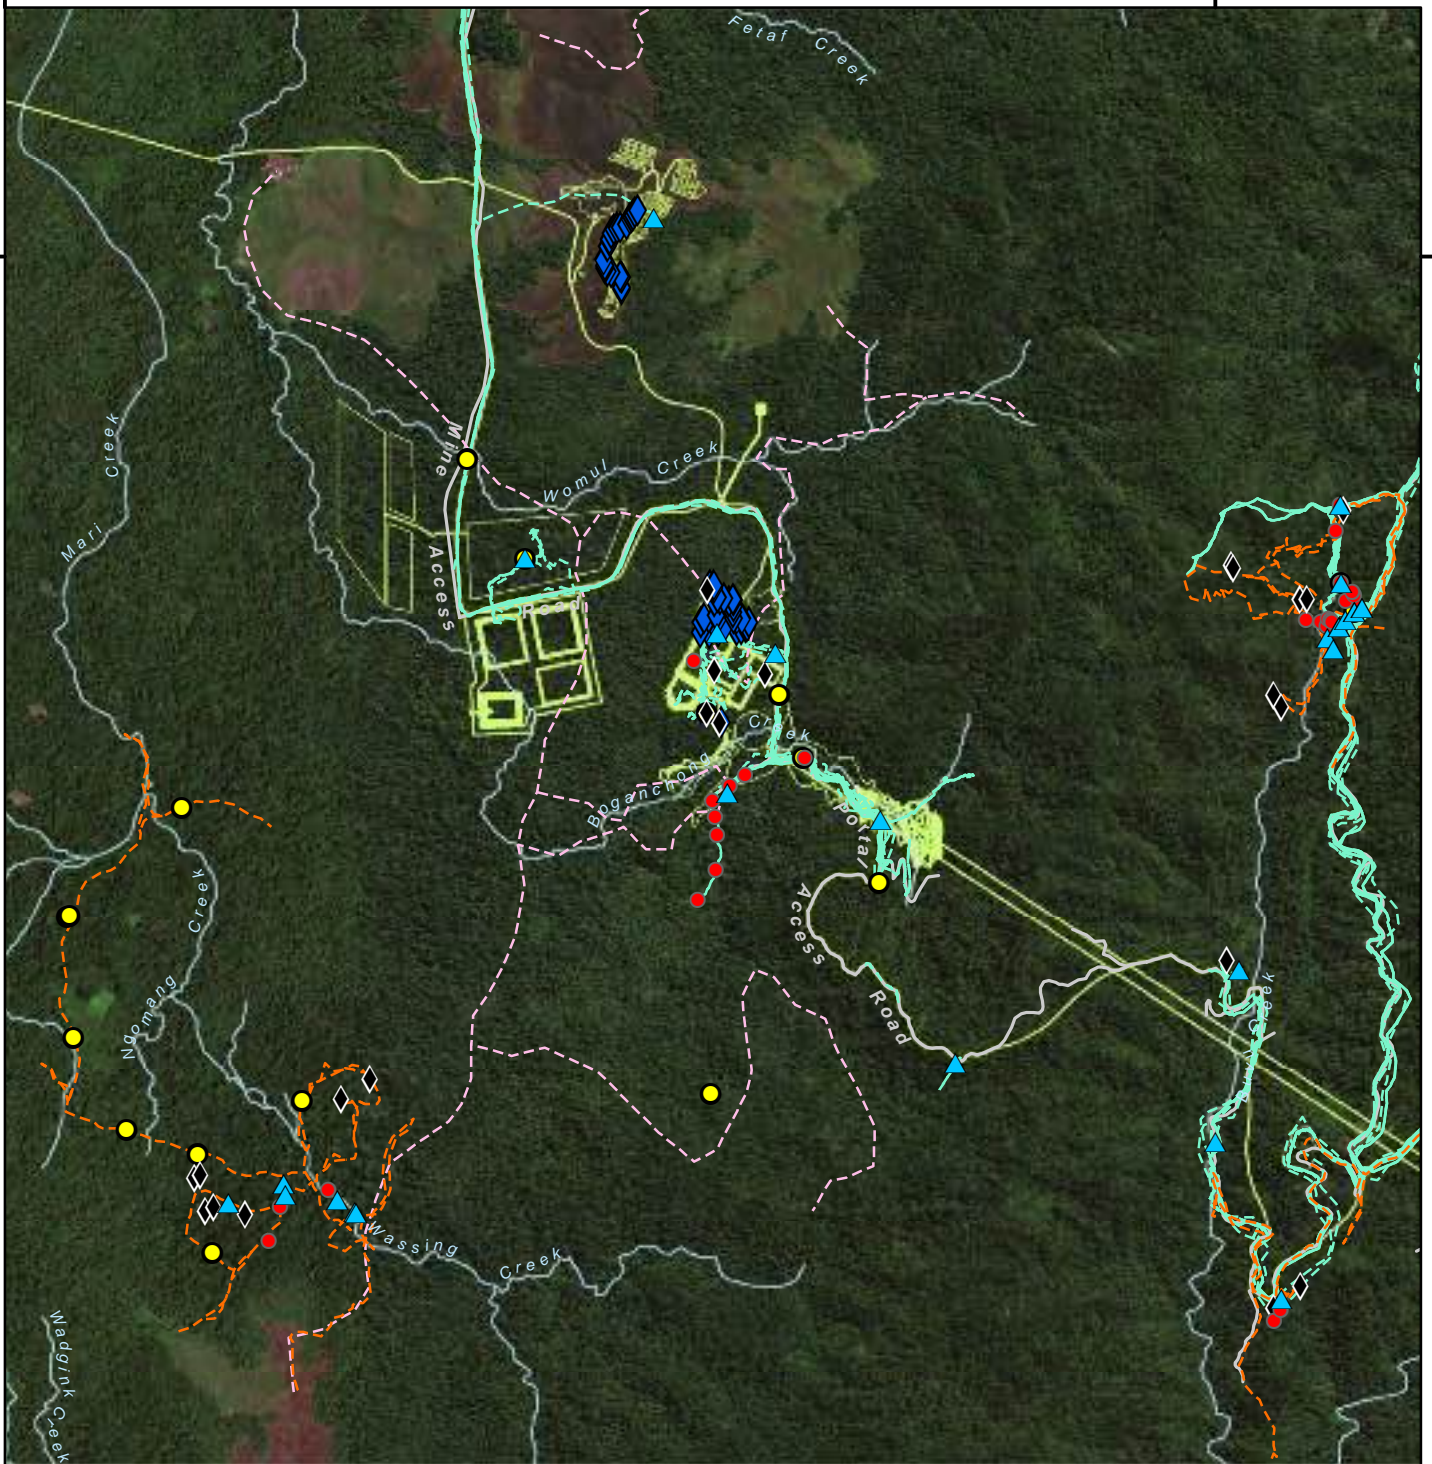 Fetaf Creek
Mari Creek
Mine Access Road
Womul Creek
Boganchong Creek
Portal Access Road
Ngomang Creek
Creek
Wassing Creek
Wadgink Creek